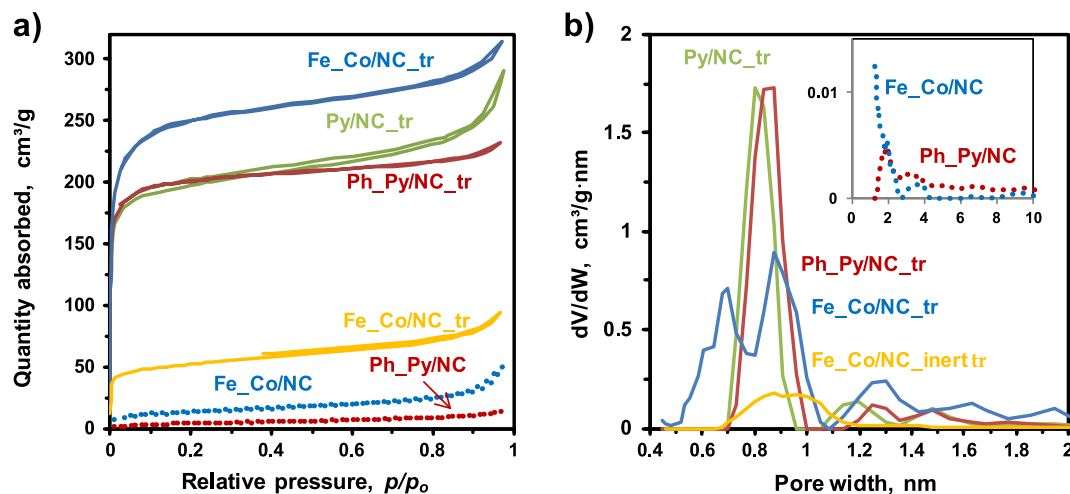 a)
Quantity absorbed, cm³/g
300
250
200
150
100
50
0
Fe_Co/NC_tr
Py/NC_tr
Ph_Py/NC_tr
Fe_Co/NC_tr
Ph_Py/NC
Fe_Co/NC
0 0.2 0.4 0.6 0.8 1
Relative pressure, p/pₒ
b)
dV/dW, cm³/g·nm
2
1.5
1
0.5
0
Py/NC_tr
0.01
0
Fe_Co/NC
Ph_Py/NC
0 2 4 6 8 10
Ph_Py/NC_tr
Fe_Co/NC_tr
Fe_Co/NC_inert tr
0.4 0.6 0.8 1 1.2 1.4 1.6 1.8 2
Pore width, nm